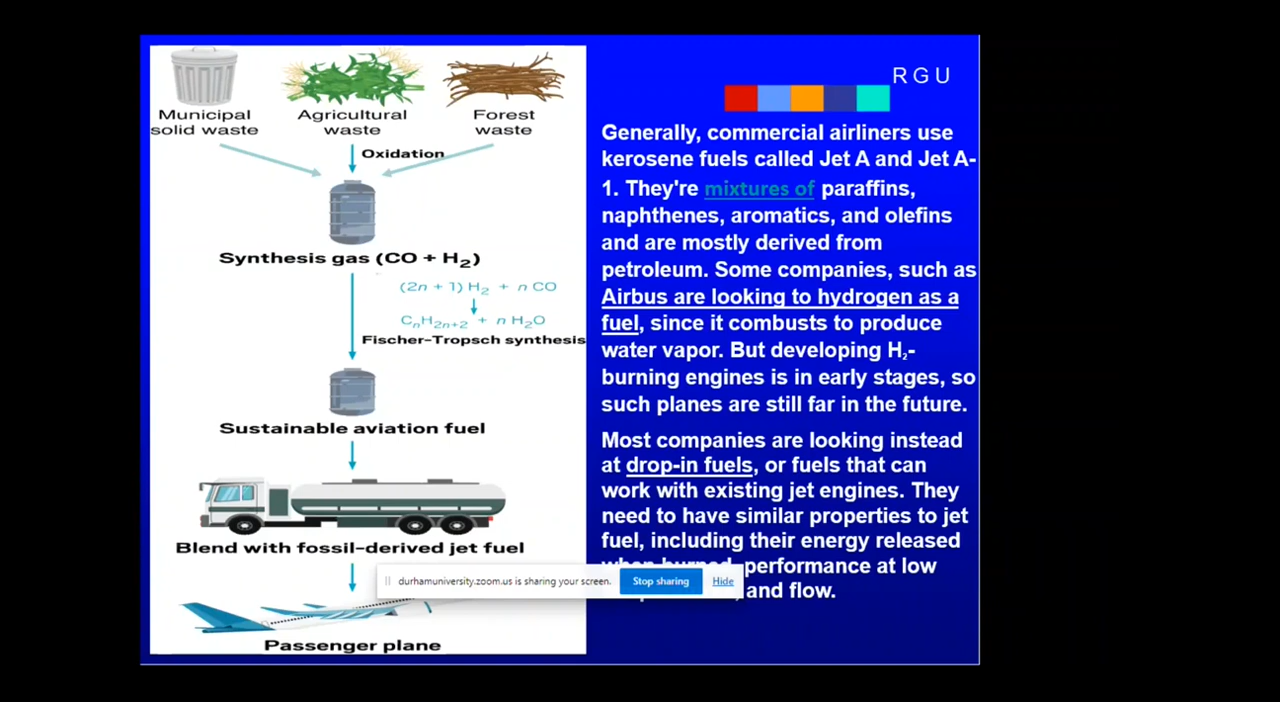 Municipal
solid waste
Agricultural
waste
Forest
waste
Oxidation
Synthesis gas (CO + H₂)
(2n + 1) H₂ + n CO
CₙH₂ₙ₊₂ + n H₂O
Fischer–Tropsch synthesis
Sustainable aviation fuel
Blend with fossil-derived jet fuel
Passenger plane
R G U
Generally, commercial airliners use
kerosene fuels called Jet A and Jet A-
1. They're mixtures of paraffins,
naphthenes, aromatics, and olefins
and are mostly derived from
petroleum. Some companies, such as
Airbus are looking to hydrogen as a
fuel, since it combusts to produce
water vapor. But developing H₂-
burning engines is in early stages, so
such planes are still far in the future.
Most companies are looking instead
at drop-in fuels, or fuels that can
work with existing jet engines. They
need to have similar properties to jet
fuel, including their energy released
when burned, performance at low
and flow.
durhamuniversity.zoom.us is sharing your screen.
Stop sharing
Hide